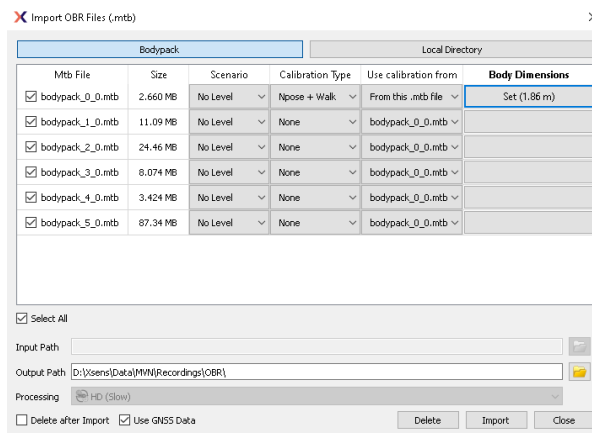 Import OBR Files (.mtb)
Bodypack Local Directory
Mtb File Size Scenario Calibration Type Use calibration from Body Dimensions
bodypack_0_0.mtb 2.660 MB No Level Npose + Walk From this .mtb file Set (1.86 m)
bodypack_1_0.mtb 11.09 MB No Level None bodypack_0_0.mtb
bodypack_2_0.mtb 24.46 MB No Level None bodypack_0_0.mtb
bodypack_3_0.mtb 8.074 MB No Level None bodypack_0_0.mtb
bodypack_4_0.mtb 3.424 MB No Level None bodypack_0_0.mtb
bodypack_5_0.mtb 87.34 MB No Level None bodypack_0_0.mtb
Select All
Input Path
Output Path D:\Xsens\Data\MVN\Recordings\OBR\
Processing HD (Slow)
Delete after Import Use GNSS Data Delete Import Close